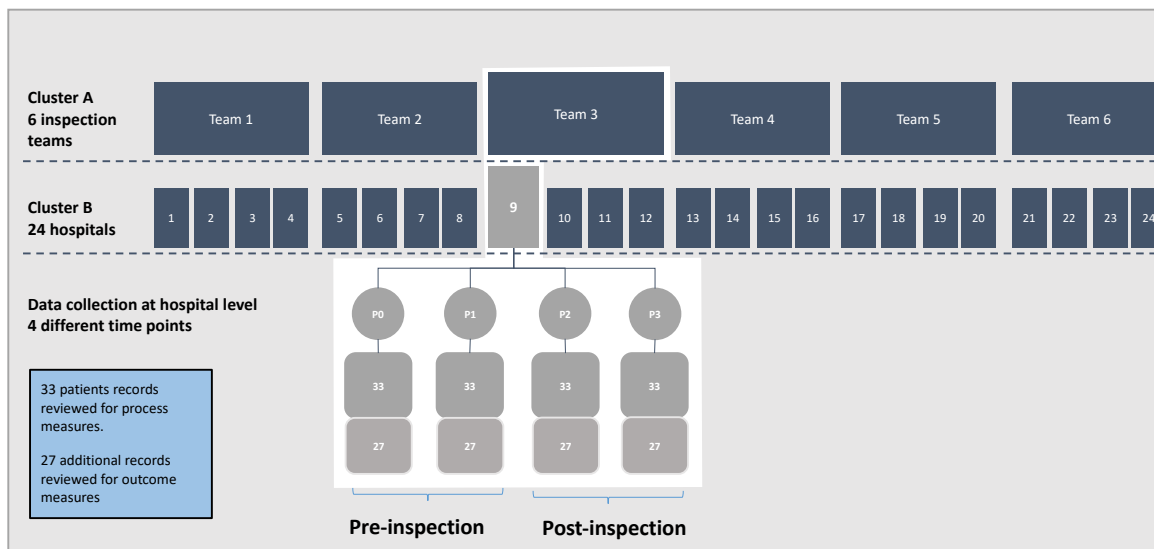 Cluster A
6 inspection
teams
Team 1
Team 2
Team 3
Team 4
Team 5
Team 6
Cluster B
24 hospitals
1
2
3
4
5
6
7
8
9
10
11
12
13
14
15
16
17
18
19
20
21
22
23
24
Data collection at hospital level
4 different time points
P0
P1
P2
P3
33
33
33
33
27
27
27
27
33 patients records
reviewed for process
measures.
27 additional records
reviewed for outcome
measures
Pre-inspection
Post-inspection